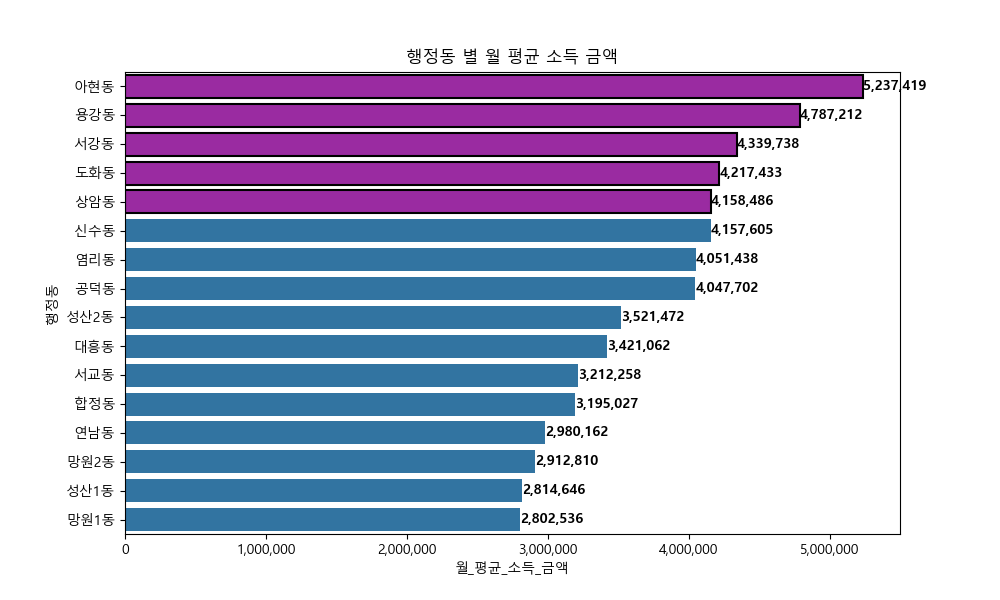 행정동 별 월 평균 소득 금액
아현동 5,237,419
용강동 4,787,212
서강동 4,339,738
도화동 4,217,433
상암동 4,158,486
신수동 4,157,605
염리동 4,051,438
공덕동 4,047,702
성산2동 3,521,472
대흥동 3,421,062
서교동 3,212,258
합정동 3,195,027
연남동 2,980,162
망원2동 2,912,810
성산1동 2,814,646
망원1동 2,802,536
행정동
0 1,000,000 2,000,000 3,000,000 4,000,000 5,000,000
월_평균_소득_금액